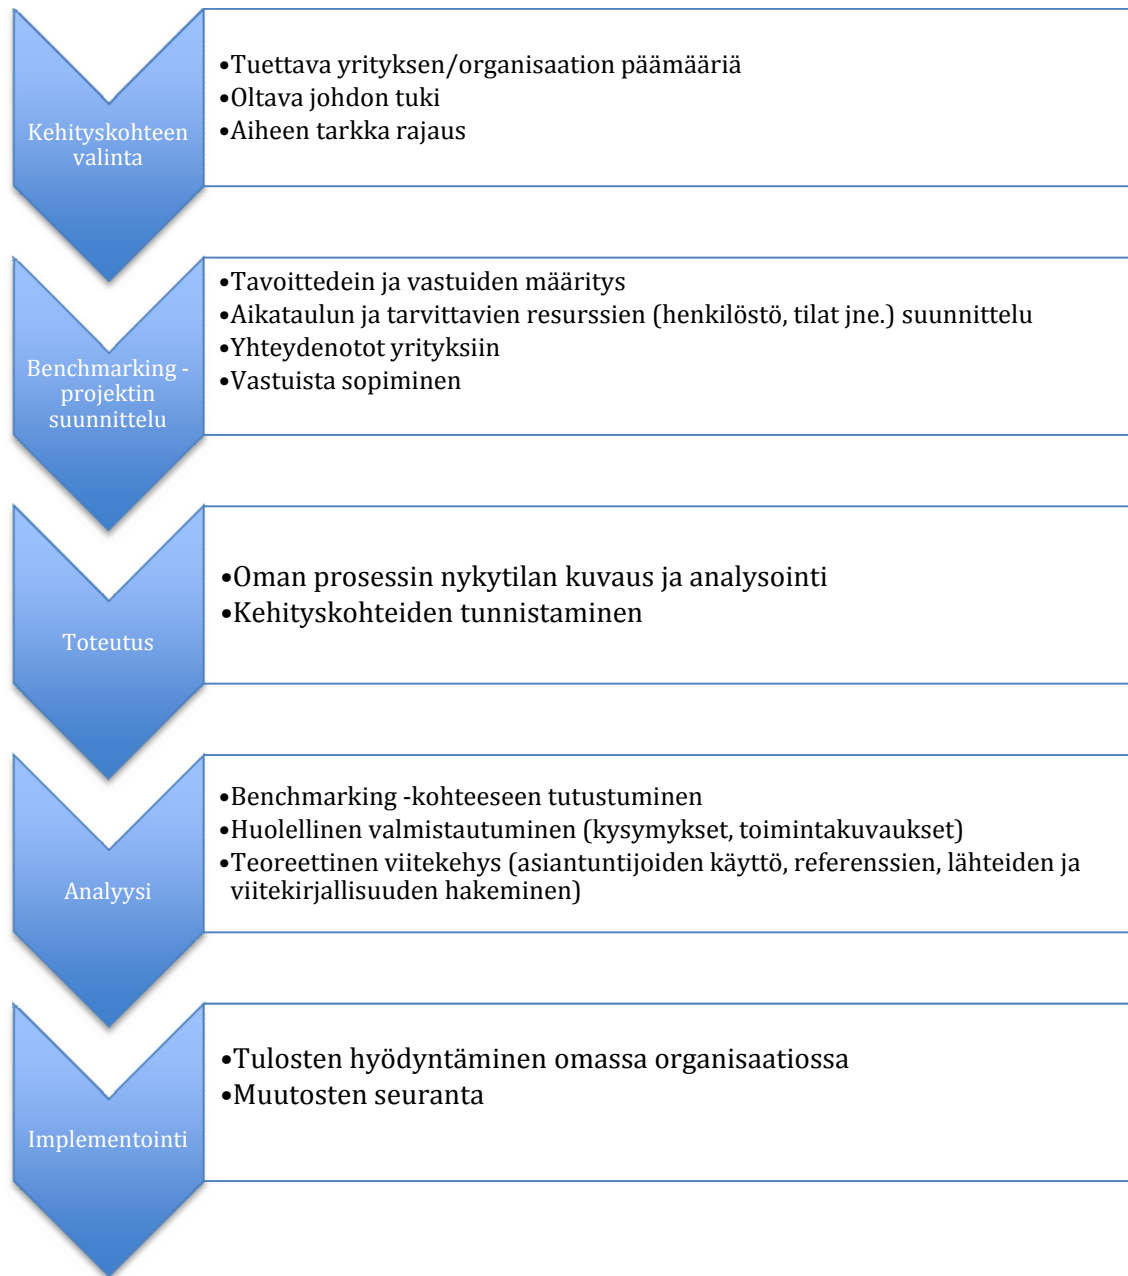 Kehityskohteen
valinta
•Tuettava yrityksen/organisaation päämääriä
•Oltava johdon tuki
•Aiheen tarkka rajaus
Benchmarking -
projektin
suunnittelu
•Tavoittedein ja vastuiden määritys
•Aikataulun ja tarvittavien resurssien (henkilöstö, tilat jne.) suunnittelu
•Yhteydenotot yrityksiin
•Vastuista sopiminen
Toteutus
•Oman prosessin nykytilan kuvaus ja analysointi
•Kehityskohteiden tunnistaminen
Analyysi
•Benchmarking -kohteeseen tutustuminen
•Huolellinen valmistautuminen (kysymykset, toimintakuvaukset)
•Teoreettinen viitekehys (asiantuntijoiden käyttö, referenssien, lähteiden ja
viitekirjallisuuden hakeminen)
Implementointi
•Tulosten hyödyntäminen omassa organisaatiossa
•Muutosten seuranta